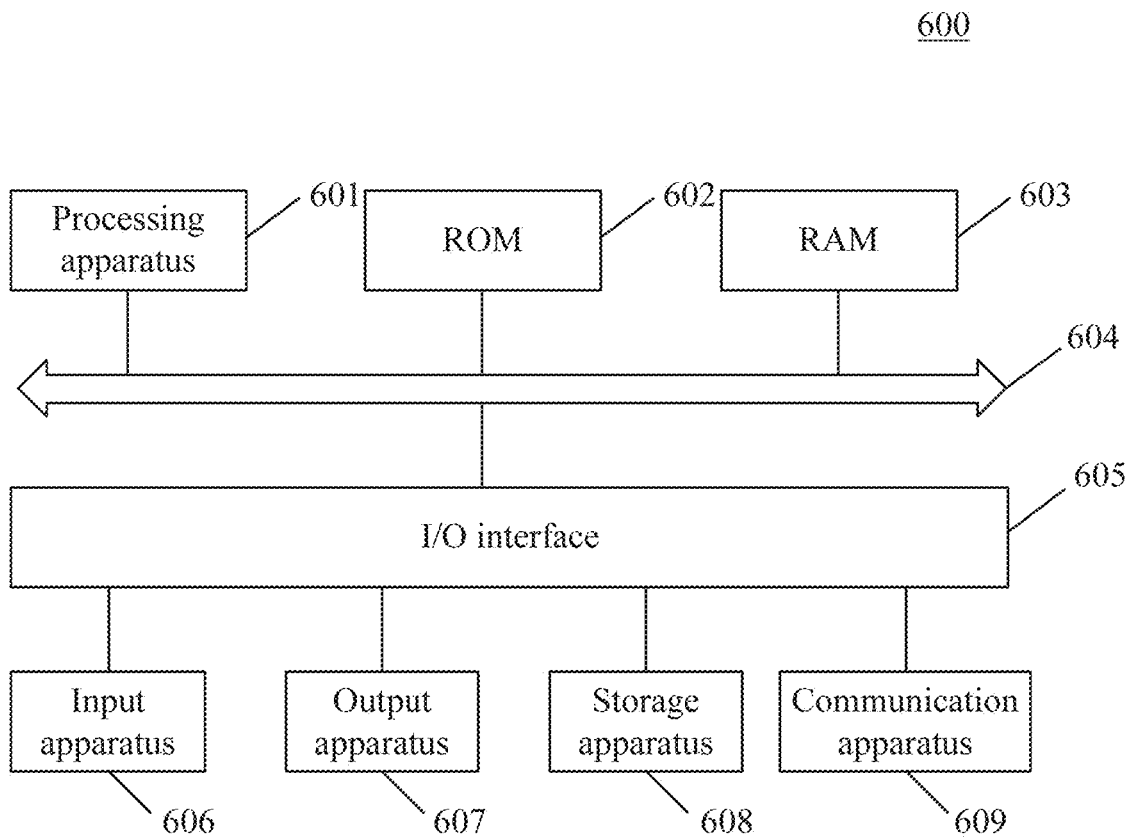 600
Processing
apparatus
601
ROM
602
RAM
603
604
I/O interface
605
Input
apparatus
606
Output
apparatus
607
Storage
apparatus
608
Communication
apparatus
609